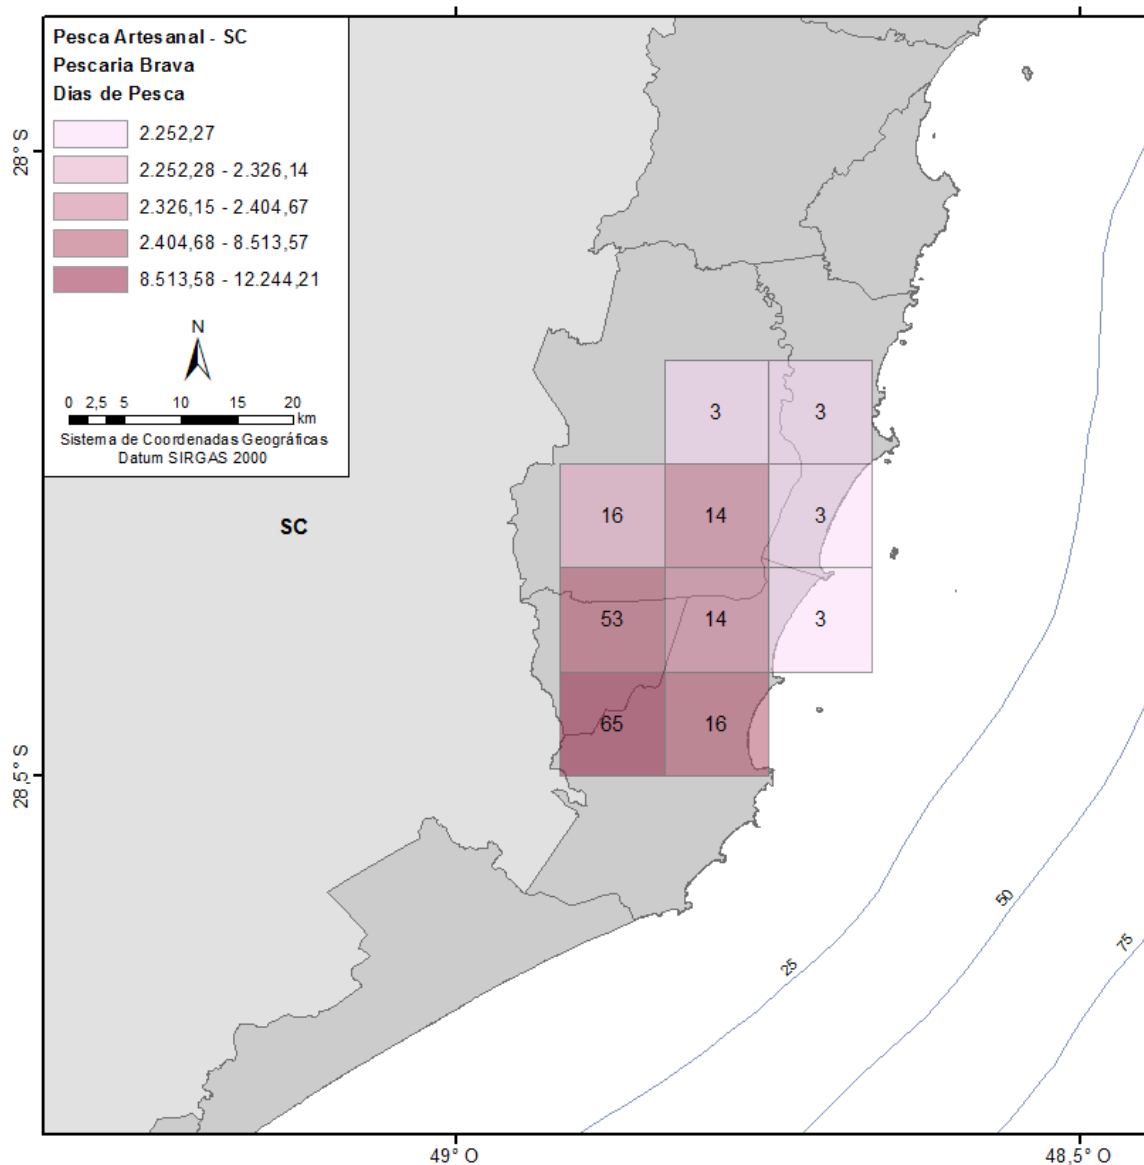 Pesca Artesanal - SC
Pescaria Brava
Dias de Pesca
2.252,27
2.252,28 - 2.326,14
2.326,15 - 2.404,67
2.404,68 - 8.513,57
8.513,58 - 12.244,21
N
0 2,5 5 10 15 20
km
Sistema de Coordenadas Geográficas
Datum SIRGAS 2000
28° S
3 3
16 14 3
SC
53 14 3
65 16
28,5° S
50
75
25
49° O 48,5° O